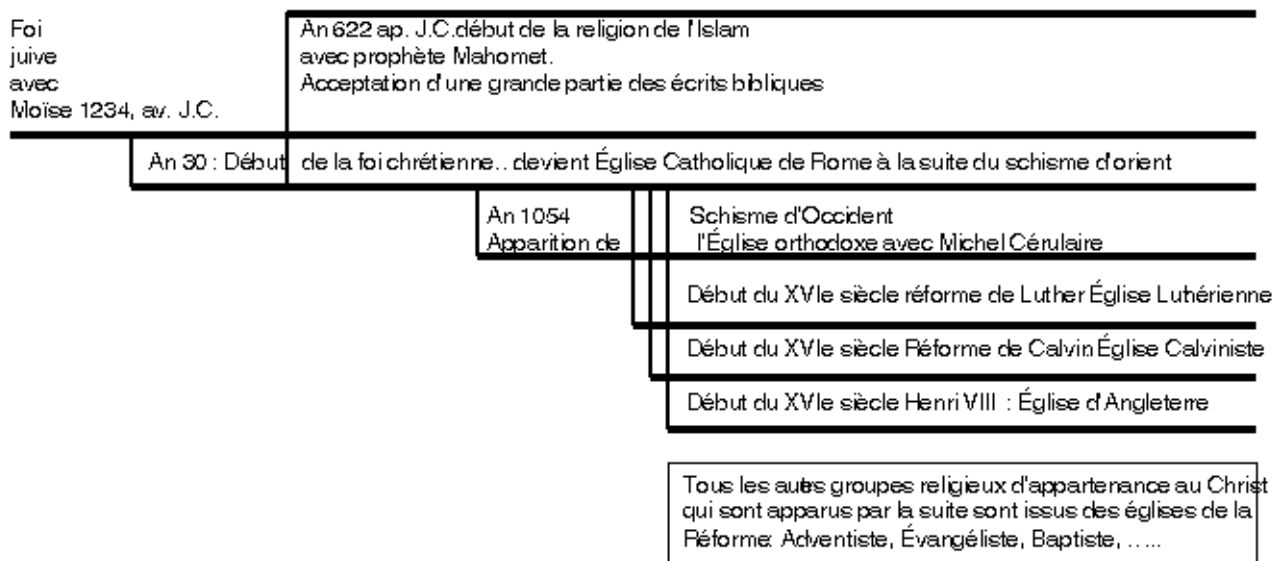 Foi
juive
avec
Moïse 1234, av. J.C.
An 622 ap. J.C.début de la religion de l'Islam
avec prophète Mahomet.
Acceptation d'une grande partie des écrits bibliques
An 30 : Début de la foi chrétienne.. devient Église Catholique de Rome à la suite du schisme d'orient
An 1054 Schisme d'Occident
Apparition de l'Église orthodoxe avec Michel Cérulaire
Début du XVIe siècle réforme de Luther Église Luhérienne
Début du XVIe siècle Réforme de Calvin Église Calviniste
Début du XVIe siècle Henri VIII : Église d'Angleterre
Tous les autes groupes religieux d'appartenance au Christ
qui sont apparus par la suite sont issus des églises de la
Réforme: Adventiste, Évangéliste, Baptiste, .....